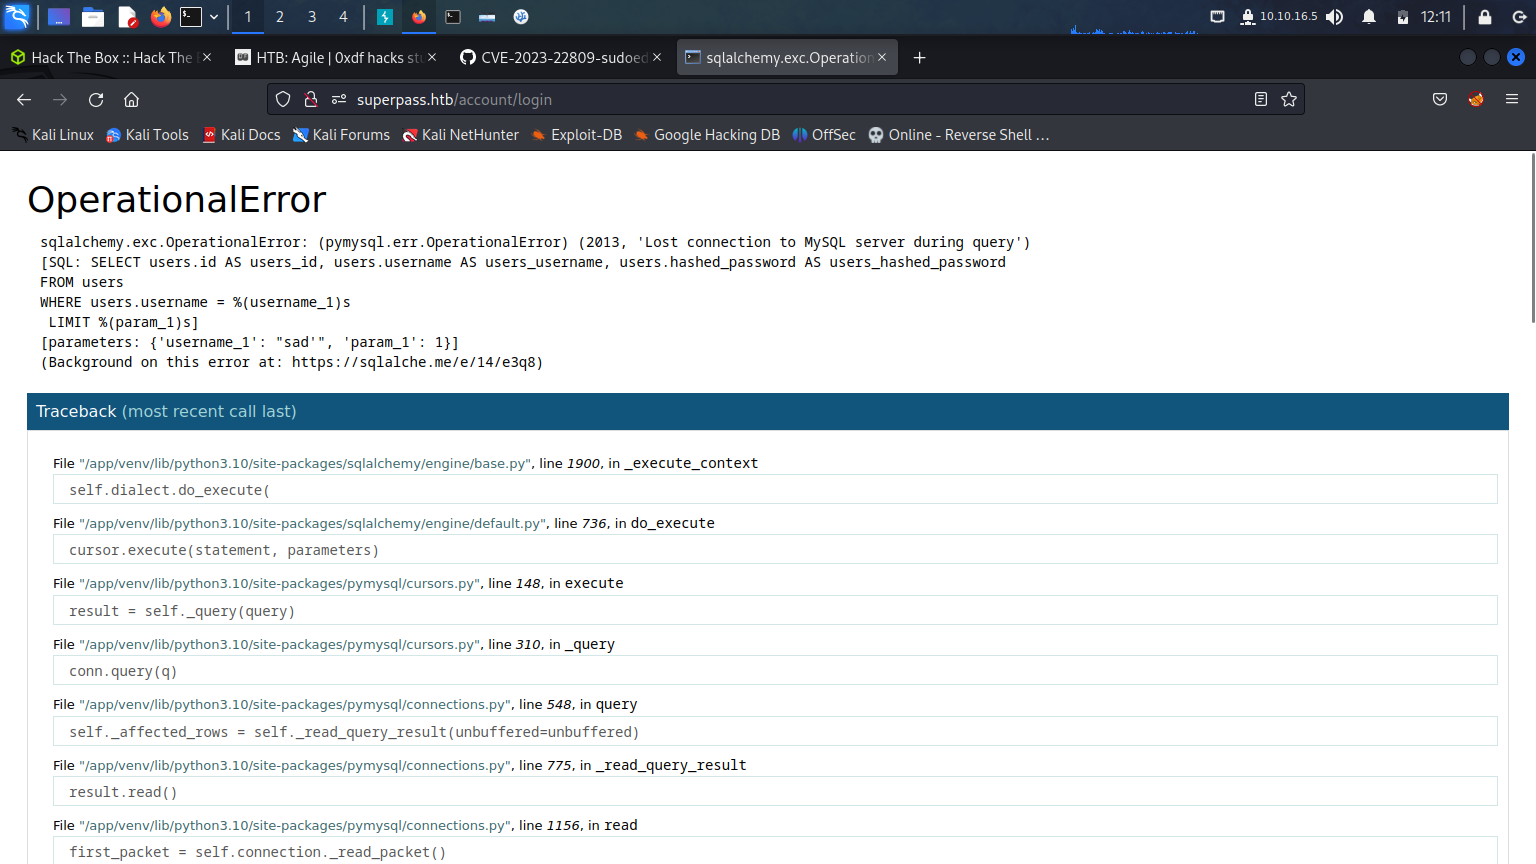 1 2 3 4 10.10.16.5 12:11
Hack The Box :: Hack The
HTB: Agile | 0xdf hacks stu
CVE-2023-22809-sudoed
sqlalchemy.exc.Operation
superpass.htb/account/login
Kali Linux Kali Tools Kali Docs Kali Forums Kali NetHunter Exploit-DB Google Hacking DB OffSec Online - Reverse Shell ...
OperationalError
sqlalchemy.exc.OperationalError: (pymysql.err.OperationalError) (2013, 'Lost connection to MySQL server during query')
[SQL: SELECT users.id AS users_id, users.username AS users_username, users.hashed_password AS users_hashed_password
FROM users
WHERE users.username = %(username_1)s
 LIMIT %(param_1)s]
[parameters: {'username_1': "sad'", 'param_1': 1}]
(Background on this error at: https://sqlalche.me/e/14/e3q8)
Traceback (most recent call last)
File "/app/venv/lib/python3.10/site-packages/sqlalchemy/engine/base.py", line 1900, in _execute_context
self.dialect.do_execute(
File "/app/venv/lib/python3.10/site-packages/sqlalchemy/engine/default.py", line 736, in do_execute
cursor.execute(statement, parameters)
File "/app/venv/lib/python3.10/site-packages/pymysql/cursors.py", line 148, in execute
result = self._query(query)
File "/app/venv/lib/python3.10/site-packages/pymysql/cursors.py", line 310, in _query
conn.query(q)
File "/app/venv/lib/python3.10/site-packages/pymysql/connections.py", line 548, in query
self._affected_rows = self._read_query_result(unbuffered=unbuffered)
File "/app/venv/lib/python3.10/site-packages/pymysql/connections.py", line 775, in _read_query_result
result.read()
File "/app/venv/lib/python3.10/site-packages/pymysql/connections.py", line 1156, in read
first_packet = self.connection._read_packet()